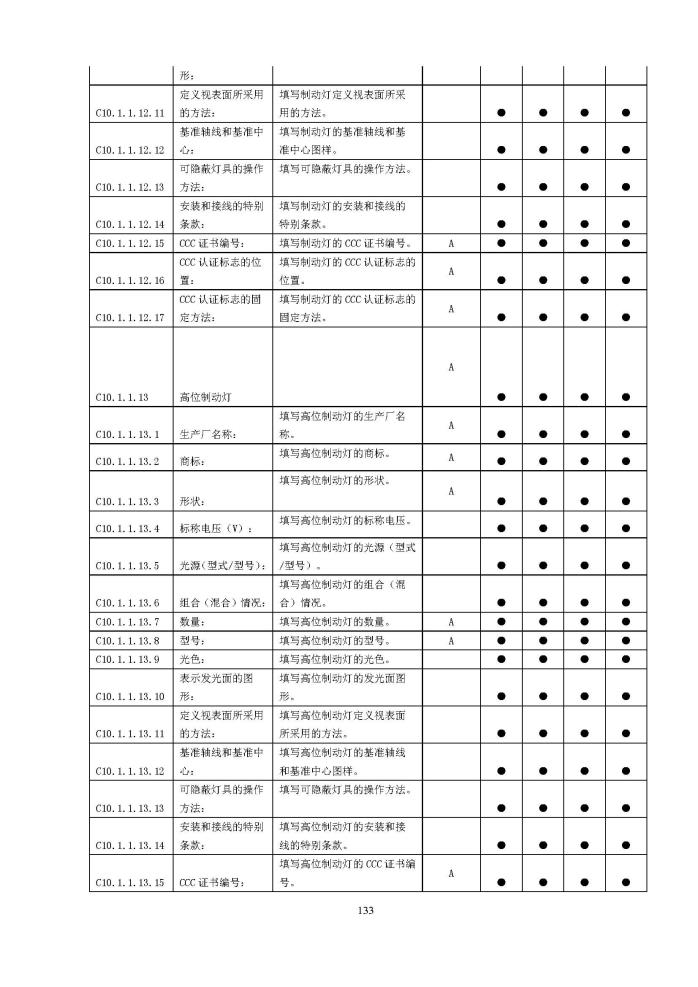 形：
定义视表面所采用 填写制动灯定义视表面所采
C10.1.1.12.11 的方法： 用的方法。 ● ● ● ●
基准轴线和基准中 填写制动灯的基准轴线和基
C10.1.1.12.12 心： 准中心图样。 ● ● ● ●
可隐蔽灯具的操作 填写可隐蔽灯具的操作方法。
C10.1.1.12.13 方法： ● ● ● ●
安装和接线的特别 填写制动灯的安装和接线的
C10.1.1.12.14 条款： 特别条款。 ● ● ● ●
C10.1.1.12.15 CCC 证书编号： 填写制动灯的 CCC 证书编号。 A ● ● ● ●
CCC 认证标志的位 填写制动灯的 CCC 认证标志的
C10.1.1.12.16 置： 位置。 A ● ● ● ●
CCC 认证标志的固 填写制动灯的 CCC 认证标志的
C10.1.1.12.17 定方法： 固定方法。 A ● ● ● ●
C10.1.1.13 高位制动灯 A ● ● ● ●
填写高位制动灯的生产厂名
C10.1.1.13.1 生产厂名称： 称。 A ● ● ● ●
C10.1.1.13.2 商标： 填写高位制动灯的商标。 A ● ● ● ●
C10.1.1.13.3 形状： 填写高位制动灯的形状。 A ● ● ● ●
C10.1.1.13.4 标称电压（V）： 填写高位制动灯的标称电压。 ● ● ● ●
填写高位制动灯的光源（型式
C10.1.1.13.5 光源(型式/型号)： /型号）。 ● ● ● ●
填写高位制动灯的组合（混
C10.1.1.13.6 组合（混合）情况： 合）情况。 ● ● ● ●
C10.1.1.13.7 数量： 填写高位制动灯的数量。 A ● ● ● ●
C10.1.1.13.8 型号： 填写高位制动灯的型号。 A ● ● ● ●
C10.1.1.13.9 光色： 填写高位制动灯的光色。 ● ● ● ●
表示发光面的图 填写高位制动灯的发光面图
C10.1.1.13.10 形： 形。 ● ● ● ●
定义视表面所采用 填写高位制动灯定义视表面
C10.1.1.13.11 的方法： 所采用的方法。 ● ● ● ●
基准轴线和基准中 填写高位制动灯的基准轴线
C10.1.1.13.12 心： 和基准中心图样。 ● ● ● ●
可隐蔽灯具的操作 填写可隐蔽灯具的操作方法。
C10.1.1.13.13 方法： ● ● ● ●
安装和接线的特别 填写高位制动灯的安装和接
C10.1.1.13.14 条款： 线的特别条款。 ● ● ● ●
填写高位制动灯的 CCC 证书编
C10.1.1.13.15 CCC 证书编号： 号。 A ● ● ● ●
133